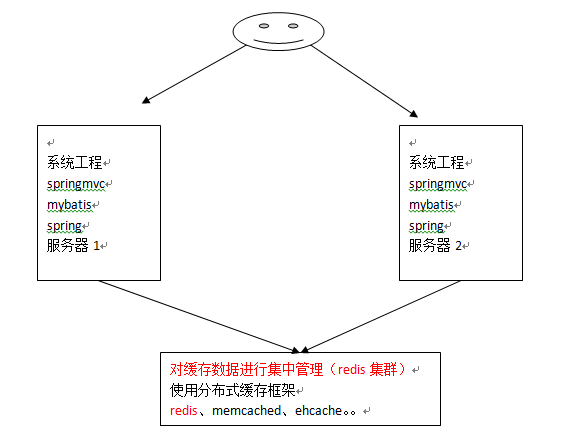 系统工程
springmvc
mybatis
spring
服务器 1
系统工程
springmvc
mybatis
spring
服务器 2
对缓存数据进行集中管理（redis 集群）
使用分布式缓存框架
redis、memcached、ehcache。。